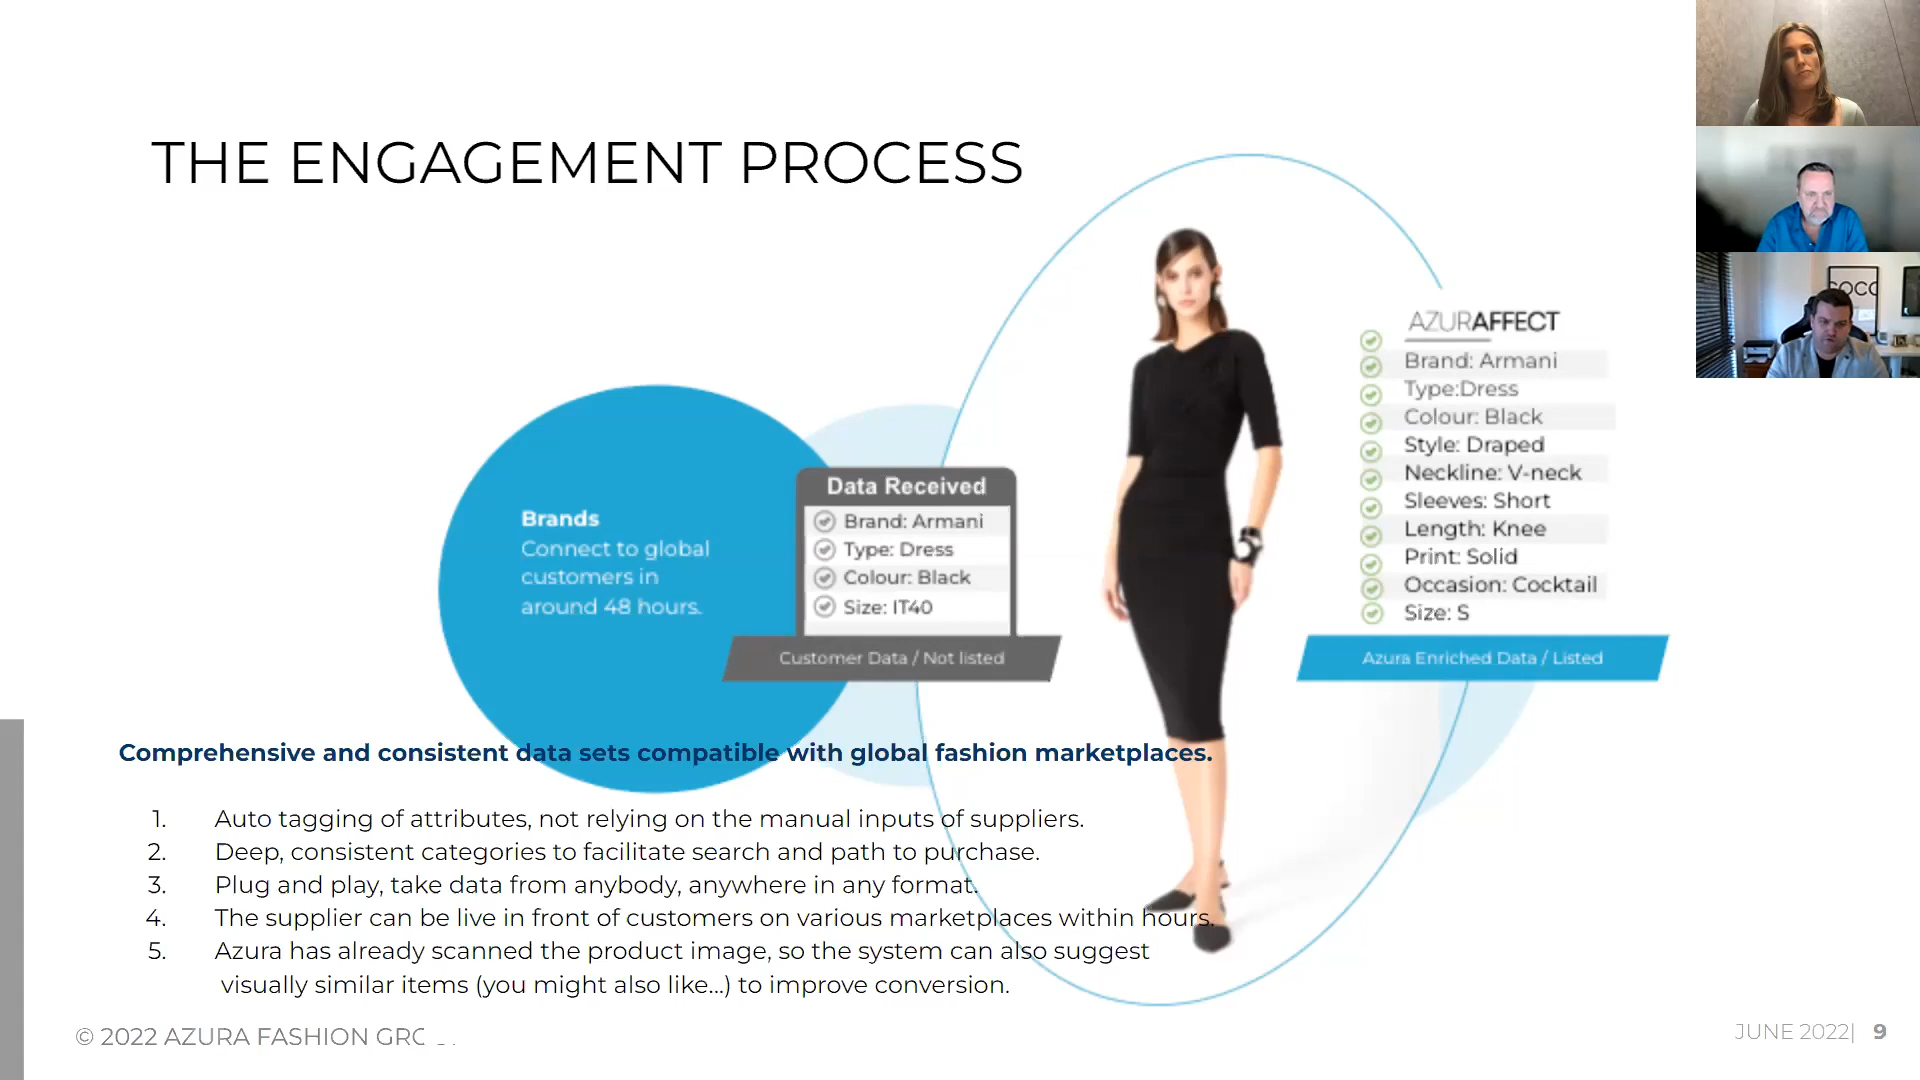 THE ENGAGEMENT PROCESS
Brands
Connect to global
customers in
around 48 hours.
Data Received
Brand: Armani
Type: Dress
Colour: Black
Size: IT40
Customer Data / Not listed
AZURAFFECT
Brand: Armani
Type:Dress
Colour: Black
Style: Draped
Neckline: V-neck
Sleeves: Short
Length: Knee
Print: Solid
Occasion: Cocktail
Size: S
Azura Enriched Data / Listed
Comprehensive and consistent data sets compatible with global fashion marketplaces.
1. Auto tagging of attributes, not relying on the manual inputs of suppliers.
2. Deep, consistent categories to facilitate search and path to purchase.
3. Plug and play, take data from anybody, anywhere in any format.
4. The supplier can be live in front of customers on various marketplaces within hours.
5. Azura has already scanned the product image, so the system can also suggest
visually similar items (you might also like...) to improve conversion.
© 2022 AZURA FASHION
JUNE 2022| 9